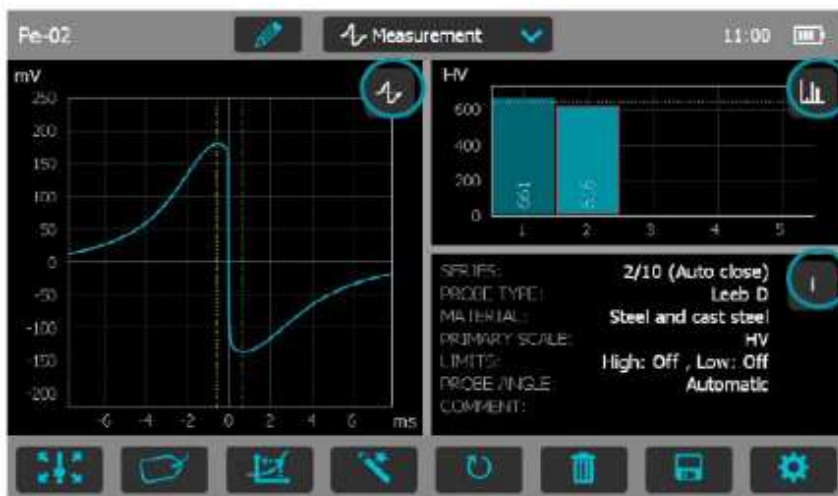 Pe-02
Measurement
11:00
mV
250
200
150
100
50
0
-50
-100
-150
-200
-6 -4 -2 0 2 4 6 ms
HV
600
400
200
0
661
1 2 3 4 5
SERIES: 2/10 (Auto close)
PROBE TYPE: Leeb D
MATERIAL: Steel and cast steel
PRIMARY SCALE: HV
LIMITS: High: Off , Low: Off
PROBE ANGLE: Automatic
COMMENT: